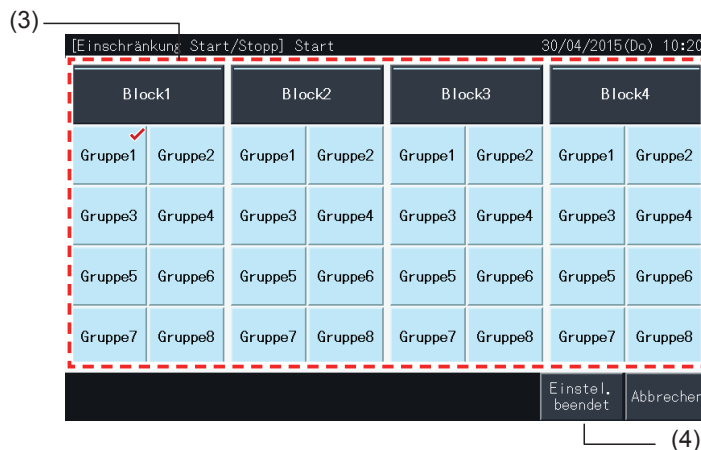 (3)
[Einschränkung Start/Stopp] Start 30/04/2015(Do) 10:20
Block1 Block2 Block3 Block4
Gruppe1 Gruppe2 Gruppe1 Gruppe2 Gruppe1 Gruppe2 Gruppe1 Gruppe2
Gruppe3 Gruppe4 Gruppe3 Gruppe4 Gruppe3 Gruppe4 Gruppe3 Gruppe4
Gruppe5 Gruppe6 Gruppe5 Gruppe6 Gruppe5 Gruppe6 Gruppe5 Gruppe6
Gruppe7 Gruppe8 Gruppe7 Gruppe8 Gruppe7 Gruppe8 Gruppe7 Gruppe8
Einstel.
beendet
Abbrechen
(4)